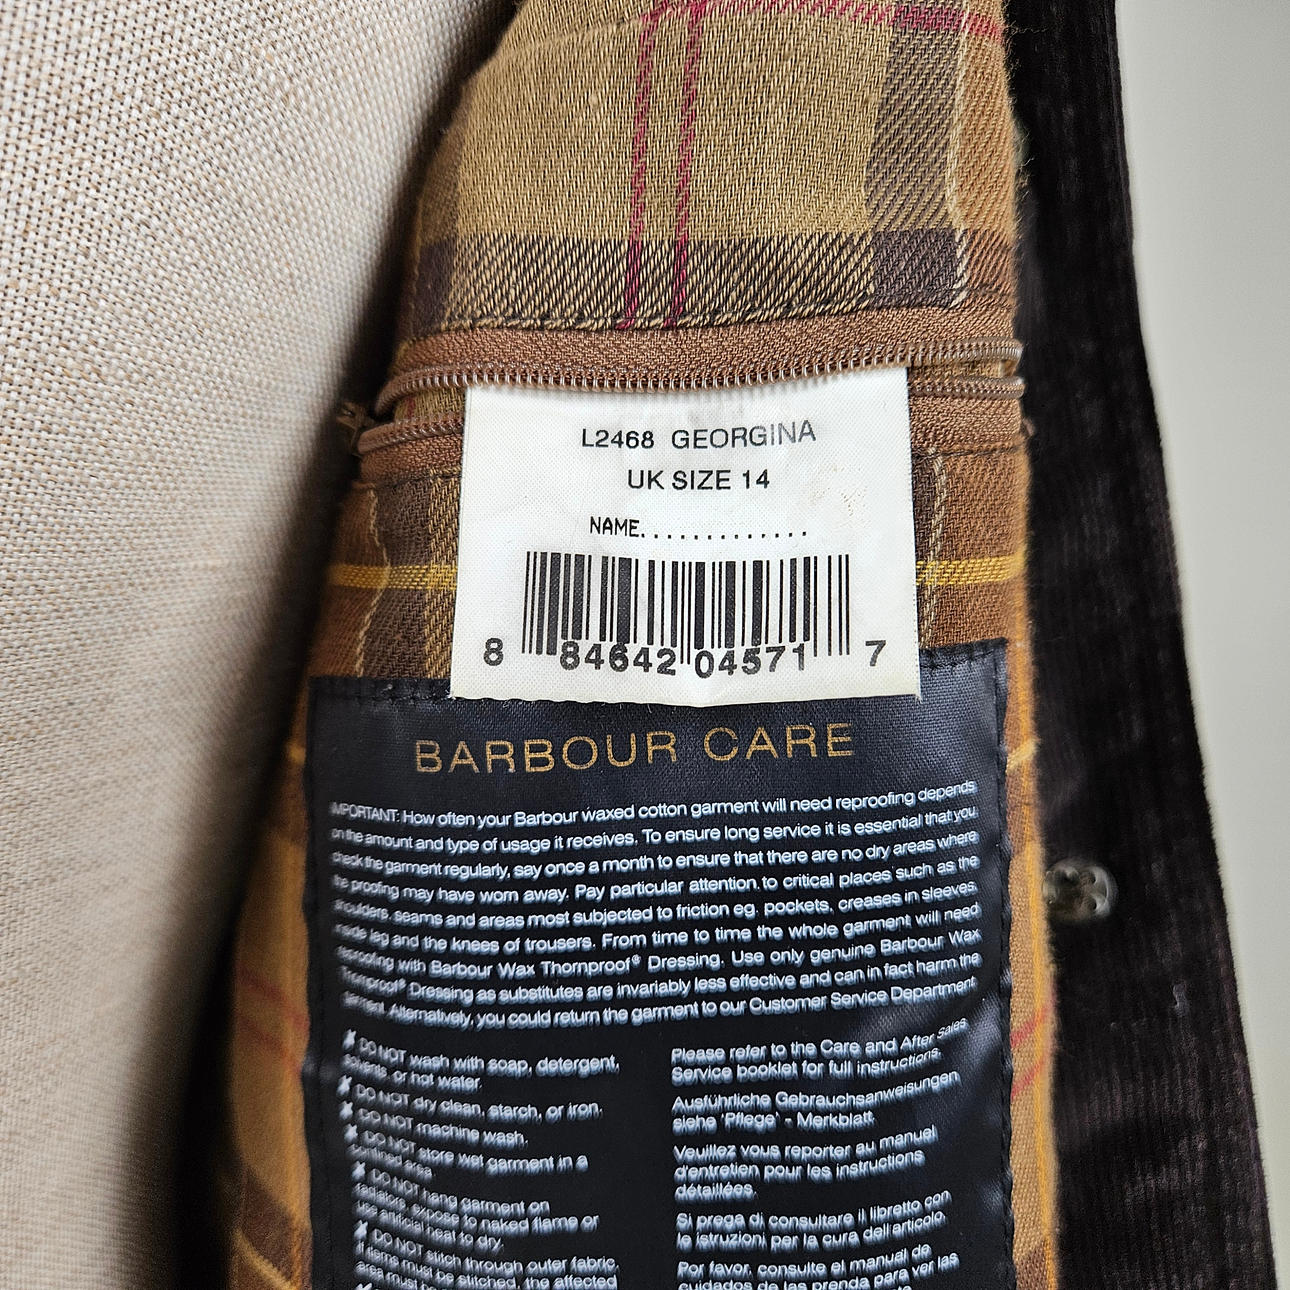 L2468 GEORGINA
UK SIZE 14
NAME.............
8 84642 04571 7
BARBOUR CARE
IMPORTANT: How often your Barbour waxed cotton garment will need reproofing depends
on the amount and type of usage it receives. To ensure long service it is essential that you
check the garment regularly, say once a month to ensure that there are no dry areas where
the proofing may have worn away. Pay particular attention to critical places such as the
shoulders, seams and areas most subjected to friction eg. pockets, creases in sleeves,
inside leg and the knees of trousers. From time to time the whole garment will need
reproofing with Barbour Wax Thornproof® Dressing. Use only genuine Barbour Wax
Thornproof® Dressing as substitutes are invariably less effective and can in fact harm the
garment. Alternatively, you could return the garment to our Customer Service Department
✗ DO NOT wash with soap, detergent,
solvents, or hot water.
✗ DO NOT dry clean, starch, or iron.
✗ DO NOT machine wash.
✗ DO NOT store wet garment in a
confined area.
✗ DO NOT hang garment on
radiators, expose to naked flame or
use artificial heat to dry.
✗ DO NOT stitch through outer fabric,
if items must be stitched, the affected
area must be
Please refer to the Care and After Sales
Service booklet for full instructions.
Ausführliche Gebrauchsanweisungen
siehe 'Pflege' - Merkblatt
Veuillez vous reporter au manuel
d'entretien pour les instructions
détaillées.
Si prega di consultare il libretto con
le istruzioni per la cura dell'articolo
Por favor, consulte el manual de
cuidados de las prenda para ver las